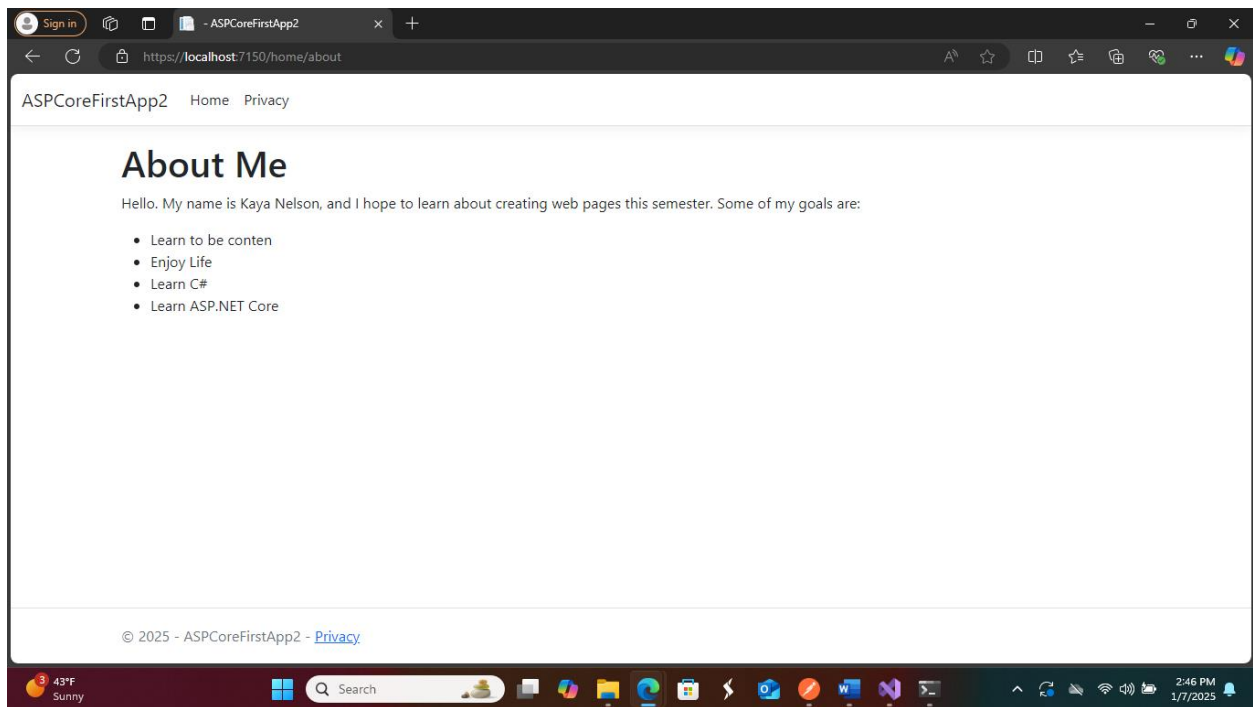 Sign in
- ASPCoreFirstApp2
https://localhost:7150/home/about
ASPCoreFirstApp2 Home Privacy
About Me
Hello. My name is Kaya Nelson, and I hope to learn about creating web pages this semester. Some of my goals are:
• Learn to be conten
• Enjoy Life
• Learn C#
• Learn ASP.NET Core
© 2025 - ASPCoreFirstApp2 - Privacy
3
43°F
Sunny
Search
2:46 PM
1/7/2025